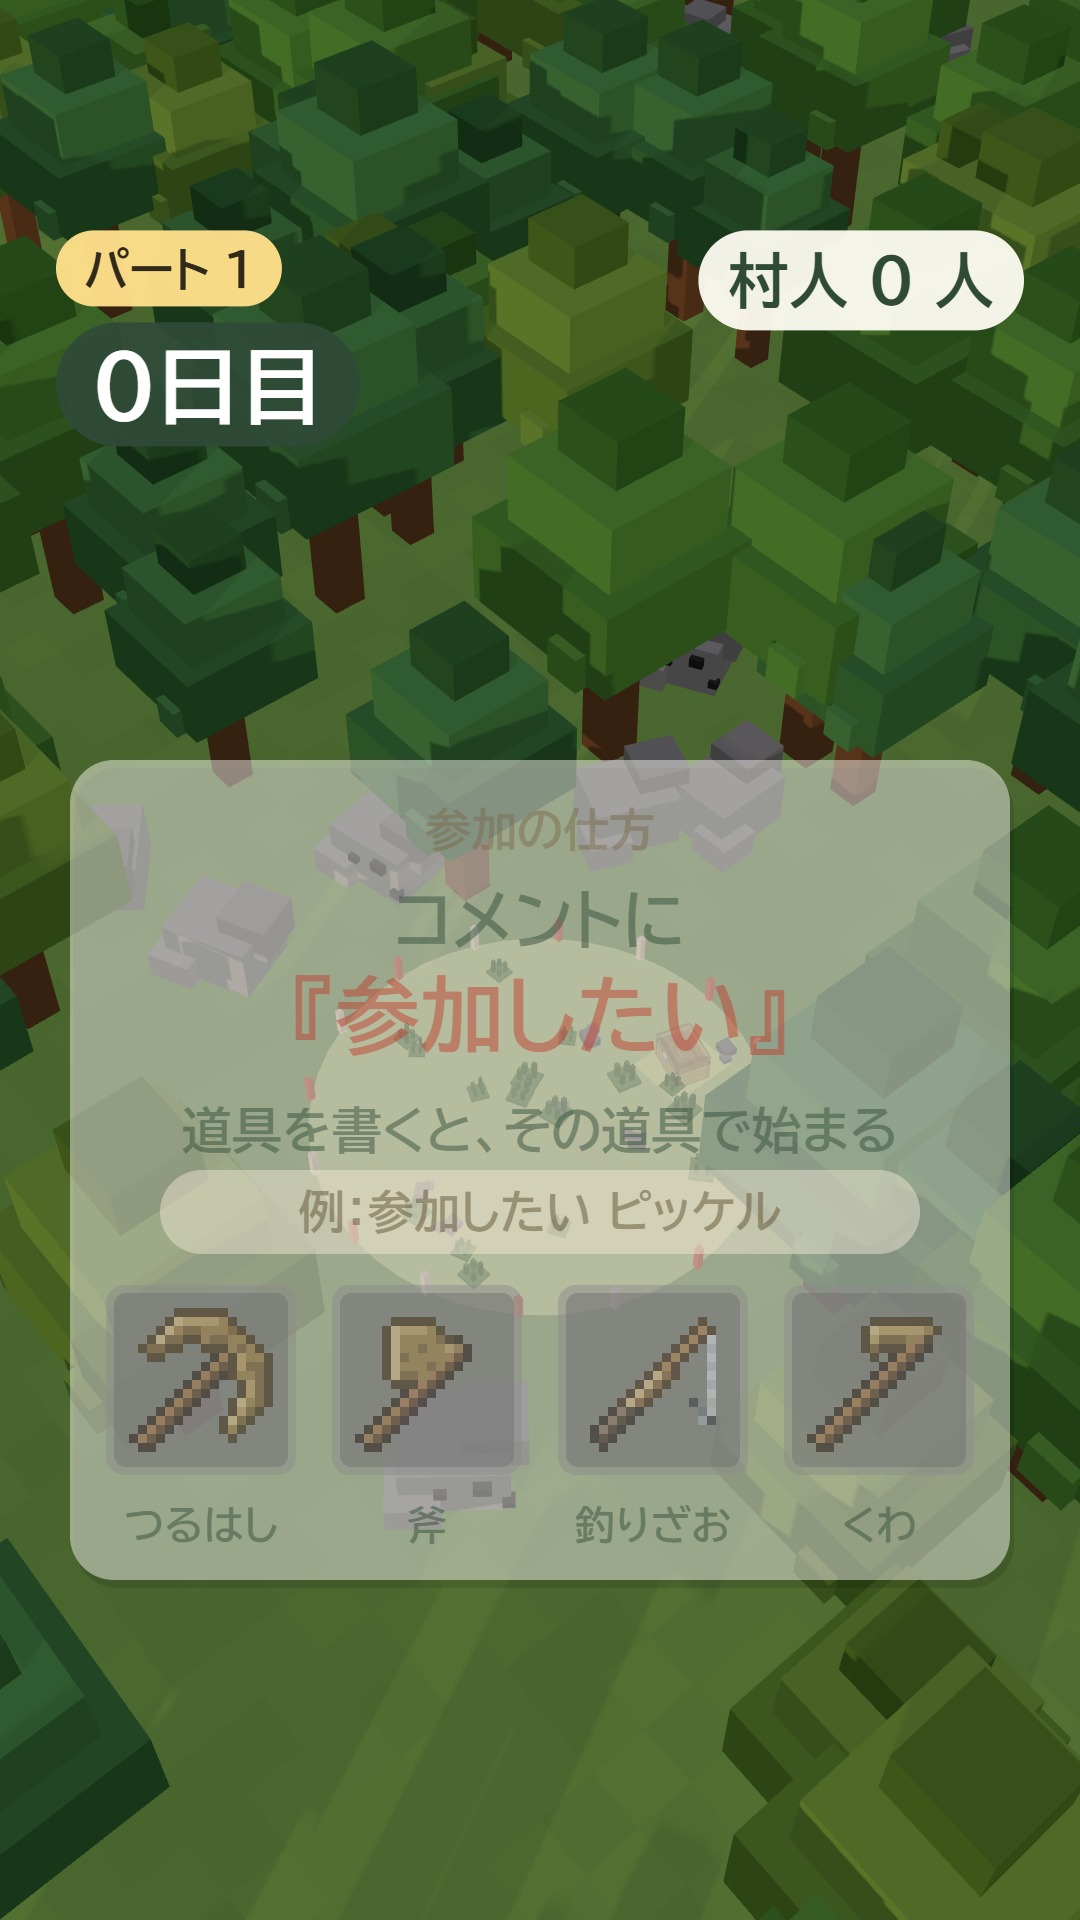 パート 1
0日目
村人 0 人
参加の仕方
コメントに
『参加したい』
道具を書くと、その道具で始まる
例:参加したい ピッケル
つるはし
斧
釣りざお
くわ